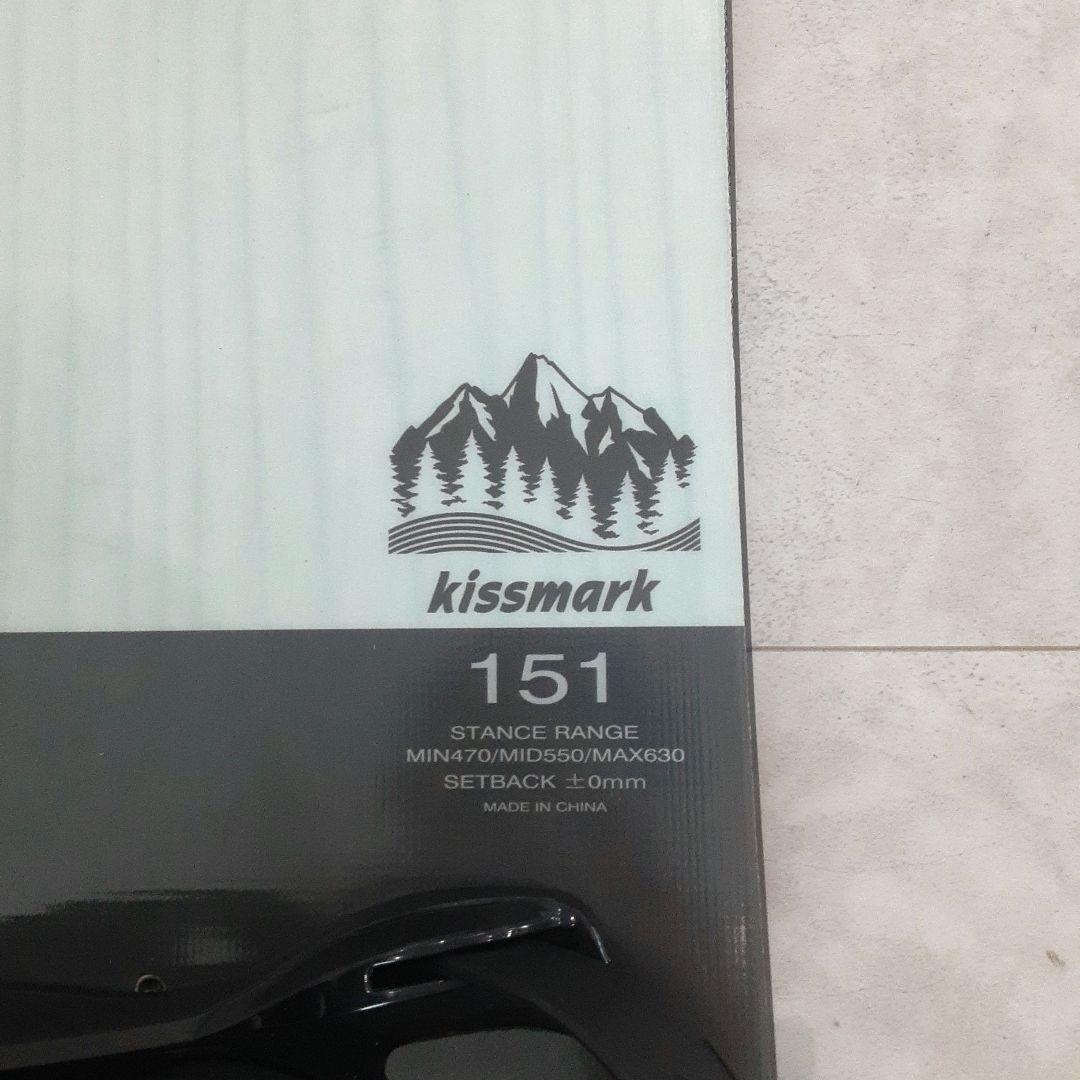 kissmark
151
STANCE RANGE
MIN470/MID550/MAX630
SETBACK ±0mm
MADE IN CHINA